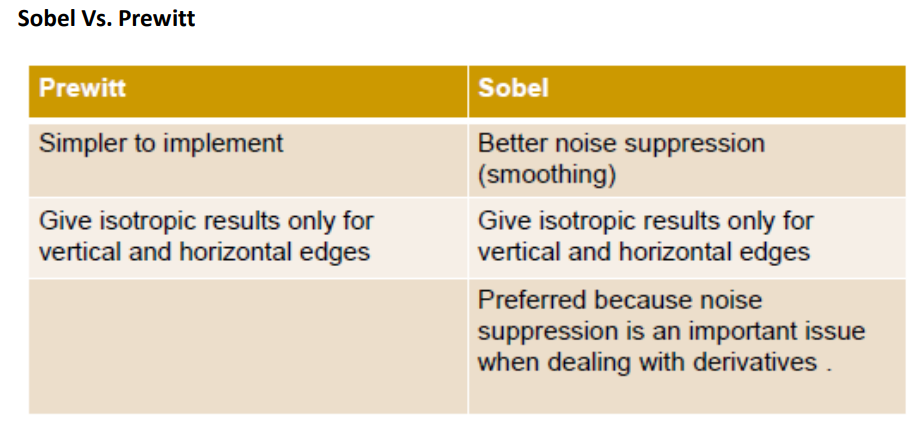 Sobel Vs. Prewitt
Prewitt
Sobel
Simpler to implement
Better noise suppression
(smoothing)
Give isotropic results only for
vertical and horizontal edges
Give isotropic results only for
vertical and horizontal edges
Preferred because noise
suppression is an important issue
when dealing with derivatives .